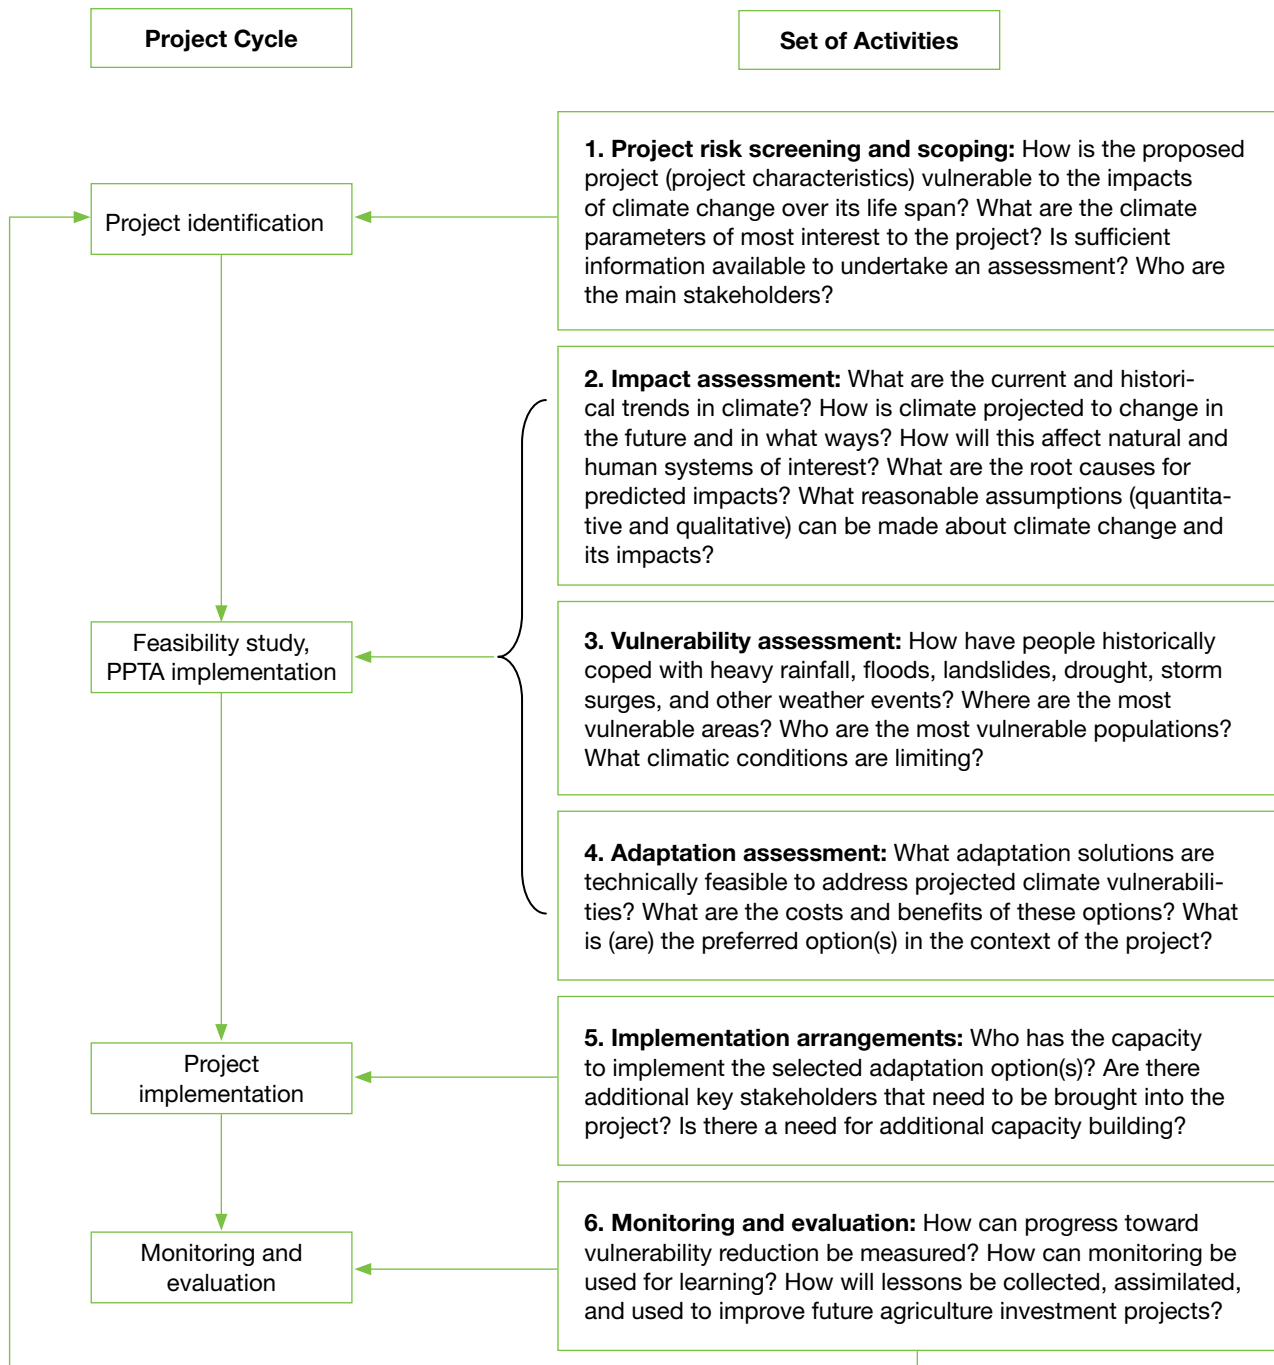 Project Cycle
Set of Activities
Project identification
1. Project risk screening and scoping: How is the proposed
project (project characteristics) vulnerable to the impacts
of climate change over its life span? What are the climate
parameters of most interest to the project? Is sufficient
information available to undertake an assessment? Who are
the main stakeholders?
2. Impact assessment: What are the current and histori-
cal trends in climate? How is climate projected to change in
the future and in what ways? How will this affect natural and
human systems of interest? What are the root causes for
predicted impacts? What reasonable assumptions (quantita-
tive and qualitative) can be made about climate change and
its impacts?
Feasibility study,
PPTA implementation
3. Vulnerability assessment: How have people historically
coped with heavy rainfall, floods, landslides, drought, storm
surges, and other weather events? Where are the most
vulnerable areas? Who are the most vulnerable populations?
What climatic conditions are limiting?
4. Adaptation assessment: What adaptation solutions are
technically feasible to address projected climate vulnerabili-
ties? What are the costs and benefits of these options? What
is (are) the preferred option(s) in the context of the project?
Project
implementation
5. Implementation arrangements: Who has the capacity
to implement the selected adaptation option(s)? Are there
additional key stakeholders that need to be brought into the
project? Is there a need for additional capacity building?
Monitoring and
evaluation
6. Monitoring and evaluation: How can progress toward
vulnerability reduction be measured? How can monitoring be
used for learning? How will lessons be collected, assimilated,
and used to improve future agriculture investment projects?